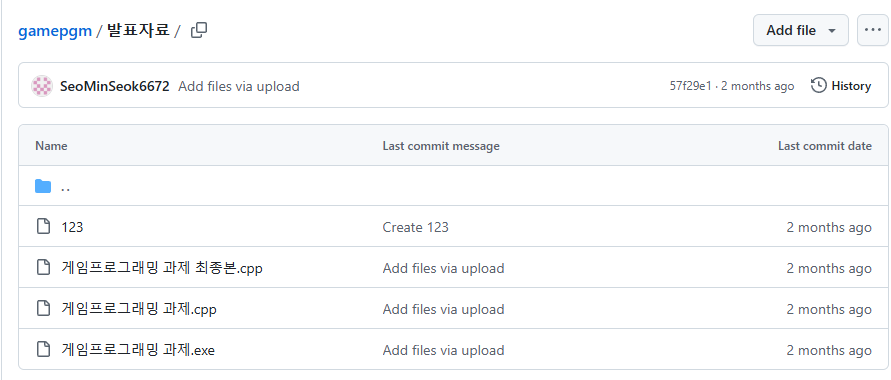 gamepgm / 발표자료 /
Add file
SeoMinSeok6672 Add files via upload
57f29e1 · 2 months ago
History
Name Last commit message Last commit date
..
123 Create 123 2 months ago
게임프로그래밍 과제 최종본.cpp Add files via upload 2 months ago
게임프로그래밍 과제.cpp Add files via upload 2 months ago
게임프로그래밍 과제.exe Add files via upload 2 months ago